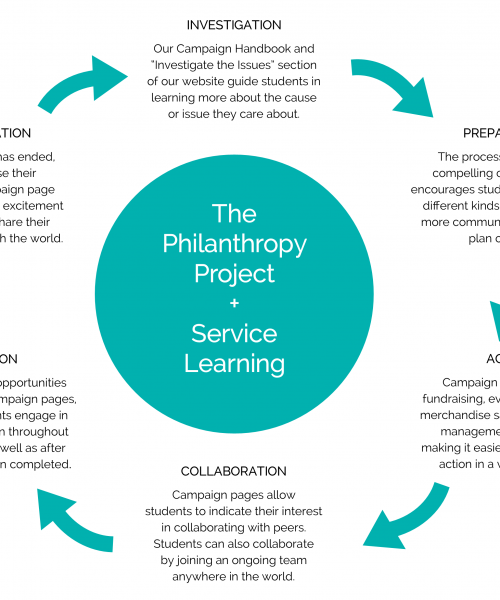 INVESTIGATION
Our Campaign Handbook and
"Investigate the Issues" section
of our website guide students in
learning more about the cause
or issue they care about.
PREPA
The process
compelling
encourages stud
different kinds
more commun
plan
AC
Campaign
fundraising, ev
merchandise s
manageme
making it easie
action in a
COLLABORATION
Campaign pages allow
students to indicate their interest
in collaborating with peers.
Students can also collaborate
by joining an ongoing team
anywhere in the world.
ON
opportunities
mpaign pages,
nts engage in
n throughout
well as after
n completed.
ATION
has ended,
se their
paign page
excitement
hare their
h the world.
The
Philanthropy
Project
+
Service
Learning